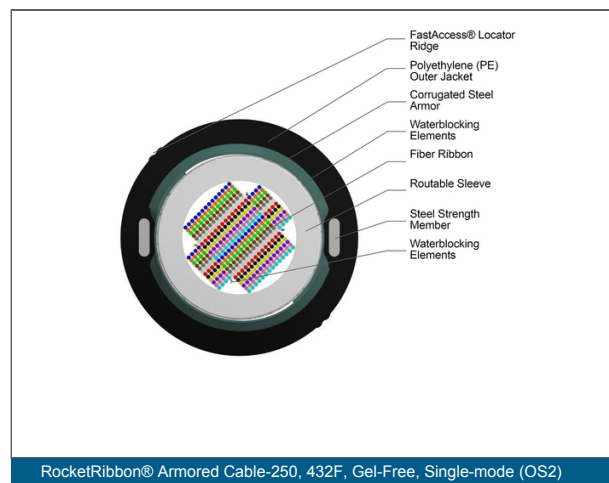 FastAccess® Locator
Ridge
Polyethylene (PE)
Outer Jacket
Corrugated Steel
Armor
Waterblocking
Elements
Fiber Ribbon
Routable Sleeve
Steel Strength
Member
Waterblocking
Elements
RocketRibbon® Armored Cable-250, 432F, Gel-Free, Single-mode (OS2)